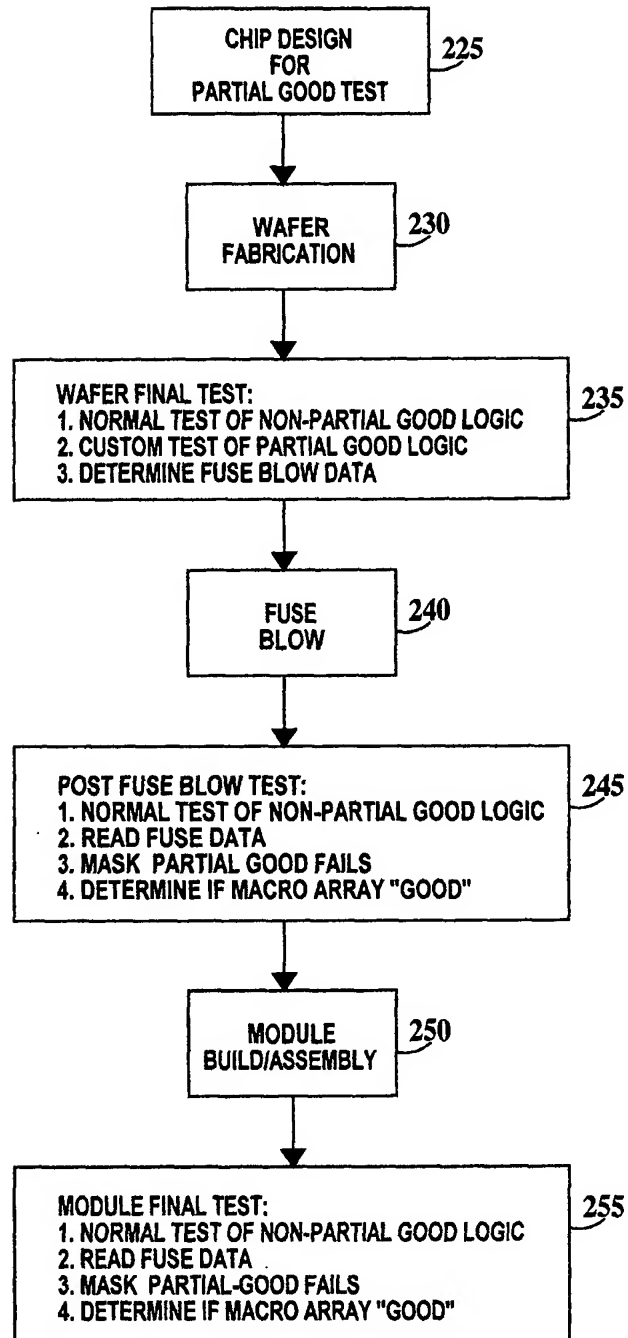 CHIP DESIGN
FOR
PARTIAL GOOD TEST
225
WAFER
FABRICATION
230
WAFER FINAL TEST:
1. NORMAL TEST OF NON-PARTIAL GOOD LOGIC
2. CUSTOM TEST OF PARTIAL GOOD LOGIC
3. DETERMINE FUSE BLOW DATA
235
FUSE
BLOW
240
POST FUSE BLOW TEST:
1. NORMAL TEST OF NON-PARTIAL GOOD LOGIC
2. READ FUSE DATA
3. MASK PARTIAL GOOD FAILS
4. DETERMINE IF MACRO ARRAY "GOOD"
245
MODULE
BUILD/ASSEMBLY
250
MODULE FINAL TEST:
1. NORMAL TEST OF NON-PARTIAL GOOD LOGIC
2. READ FUSE DATA
3. MASK PARTIAL-GOOD FAILS
4. DETERMINE IF MACRO ARRAY "GOOD"
255